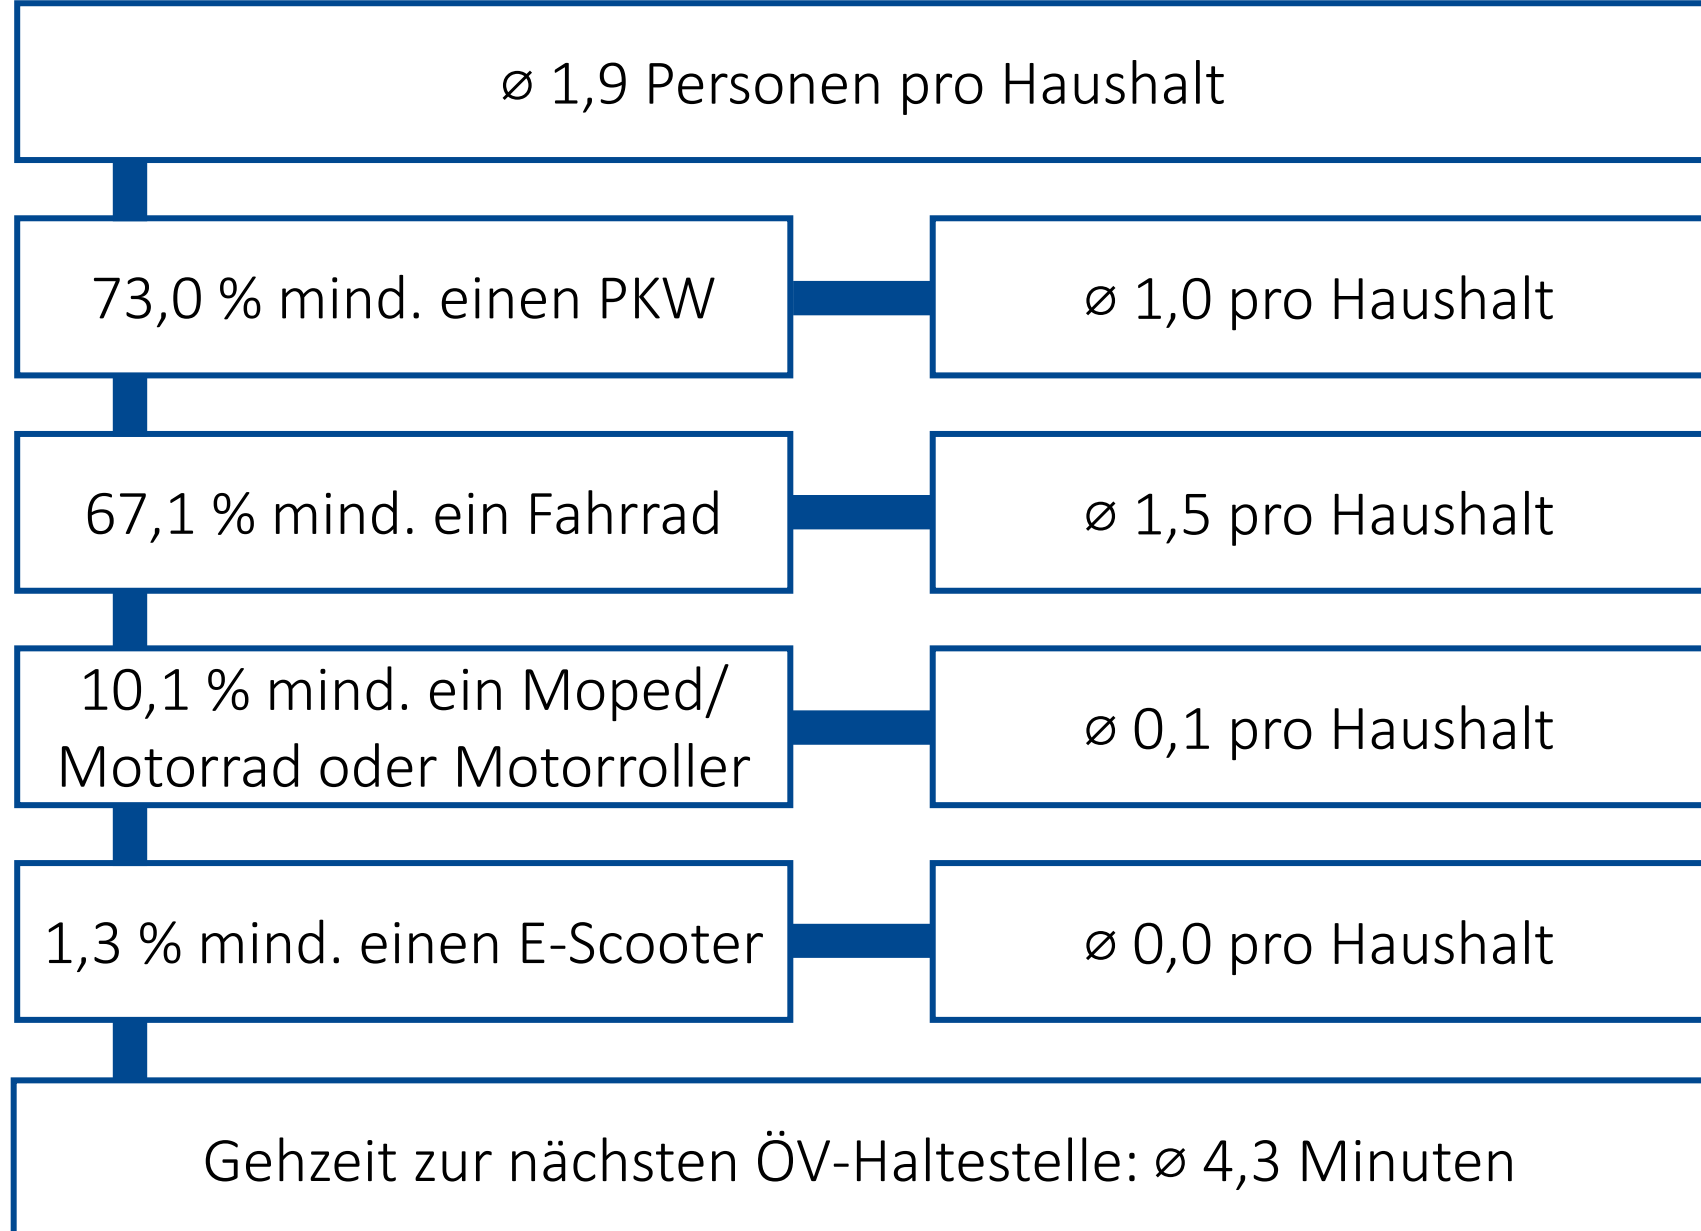 ⌀ 1,9 Personen pro Haushalt
73,0 % mind. einen PKW
⌀ 1,0 pro Haushalt
67,1 % mind. ein Fahrrad
⌀ 1,5 pro Haushalt
10,1 % mind. ein Moped/
Motorrad oder Motorroller
⌀ 0,1 pro Haushalt
1,3 % mind. einen E-Scooter
⌀ 0,0 pro Haushalt
Gehzeit zur nächsten ÖV-Haltestelle: ⌀ 4,3 Minuten